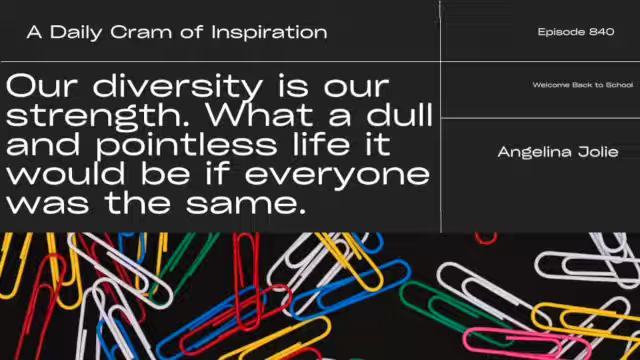 A Daily Cram of Inspiration
Episode 840
Welcome Back to School
Our diversity is our
strength. What a dull
and pointless life it
would be if everyone
was the same.
Angelina Jolie